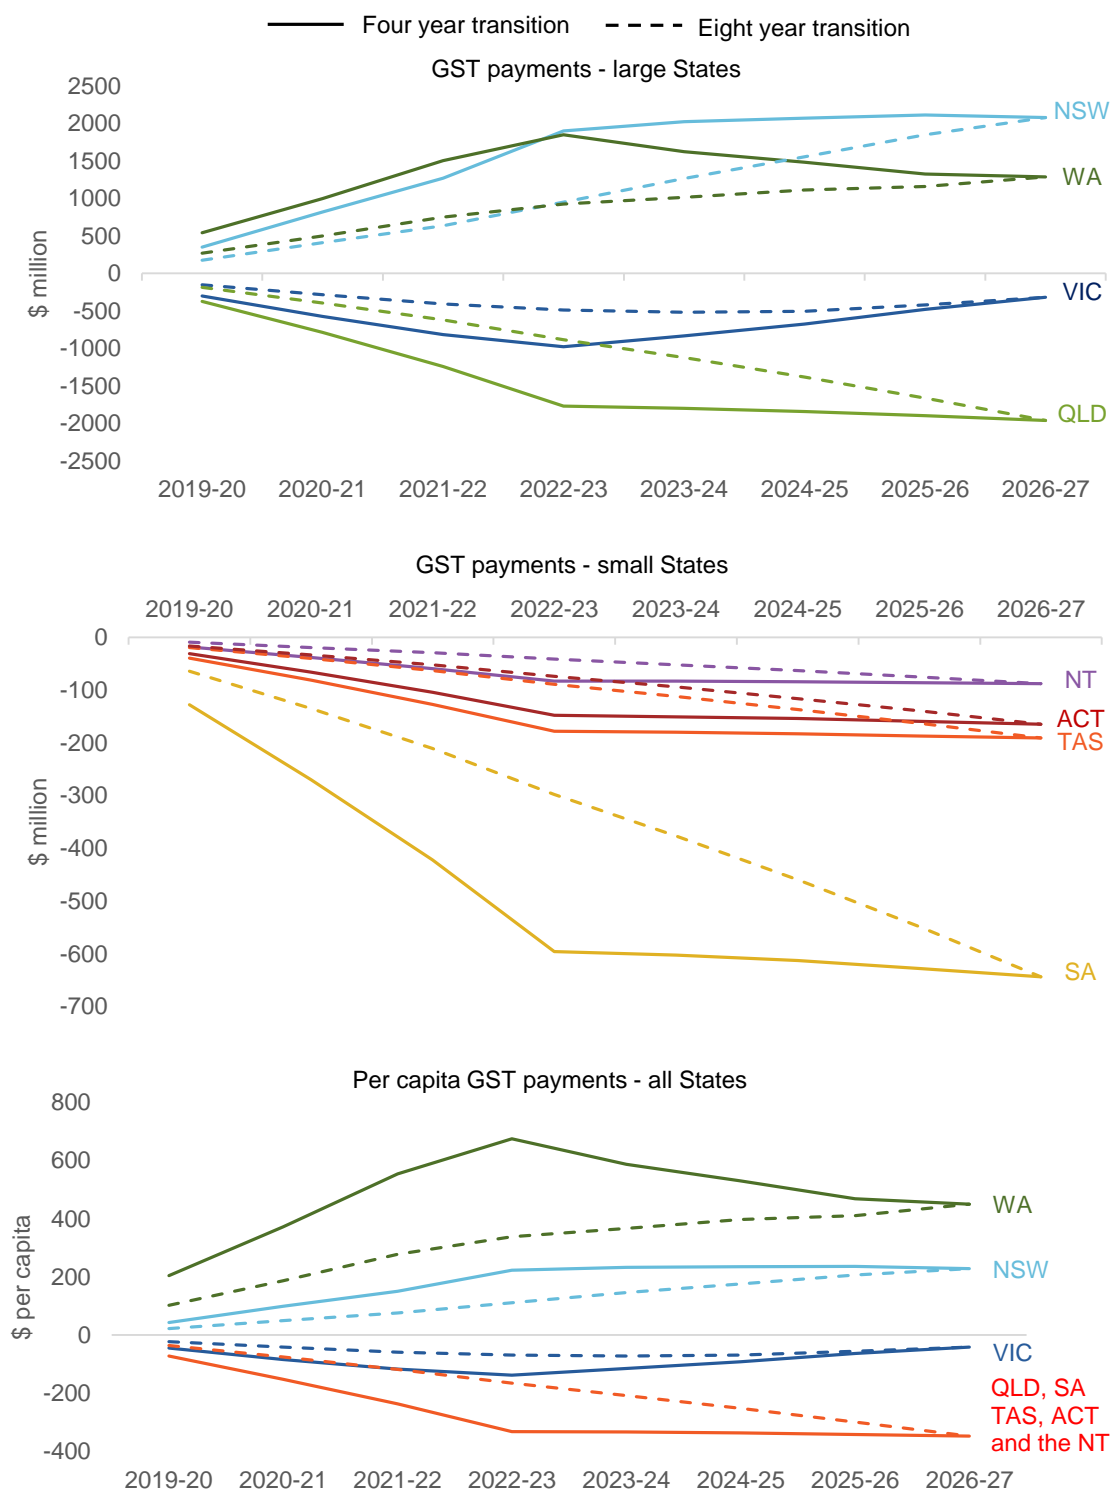 Four year transition Eight year transition
GST payments - large States
2500
2000
1500
1000
500
0
-500
-1000
-1500
-2000
-2500
$ million
NSW
WA
VIC
QLD
2019-20 2020-21 2021-22 2022-23 2023-24 2024-25 2025-26 2026-27
GST payments - small States
2019-20 2020-21 2021-22 2022-23 2023-24 2024-25 2025-26 2026-27
0
-100
-200
-300
-400
-500
-600
-700
$ million
NT
ACT
TAS
SA
Per capita GST payments - all States
800
600
400
200
0
-200
-400
$ per capita
WA
NSW
VIC
QLD, SA
TAS, ACT
and the NT
2019-20 2020-21 2021-22 2022-23 2023-24 2024-25 2025-26 2026-27